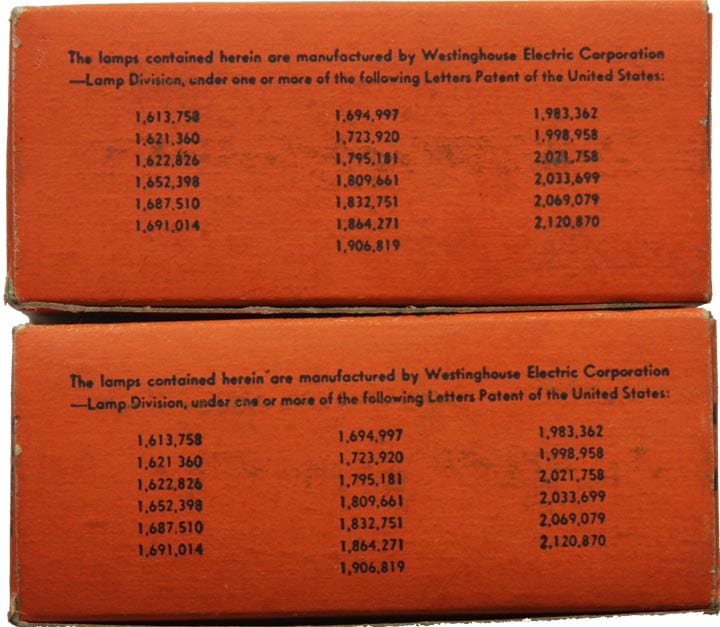 The lamps contained herein are manufactured by Westinghouse Electric Corporation
—Lamp Division, under one or more of the following Letters Patent of the United States:
1,613,758 1,694,997 1,983,362
1,621,360 1,723,920 1,998,958
1,622,826 1,795,181 2,021,758
1,652,398 1,809,661 2,033,699
1,687,510 1,832,751 2,069,079
1,691,014 1,864,271 2,120,870
1,906,819
The lamps contained herein are manufactured by Westinghouse Electric Corporation
—Lamp Division, under one or more of the following Letters Patent of the United States:
1,613,758 1,694,997 1,983,362
1,621 360 1,723,920 1,998,958
1,622,826 1,795,181 2,021,758
1,652,398 1,809,661 2,033,699
1,687.510 1,832,751 2,069,079
1,691,014 1,864,271 2,120,870
1,906,819